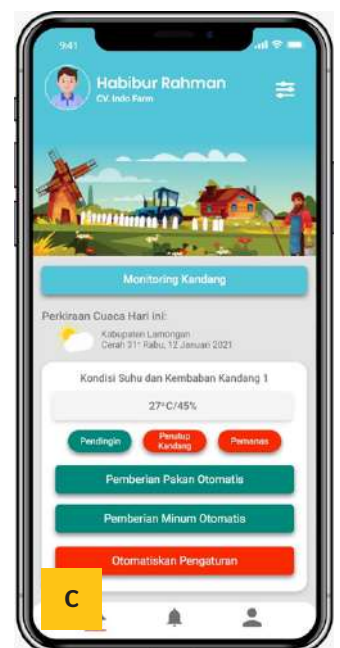 9:41
Habibur Rahman
CV. Indo Farm
Monitoring Kandang
Perkiraan Cuaca Hari ini:
Kabupaten Lamongan
Cerah 31° Rabu, 12 Januari 2021
Kondisi Suhu dan Kembaban Kandang 1
27°C/45%
Pendingin
Penutup
Kandang
Pemanas
Pemberian Pakan Otomatis
Pemberian Minum Otomatis
Otomatiskan Pengaturan
C